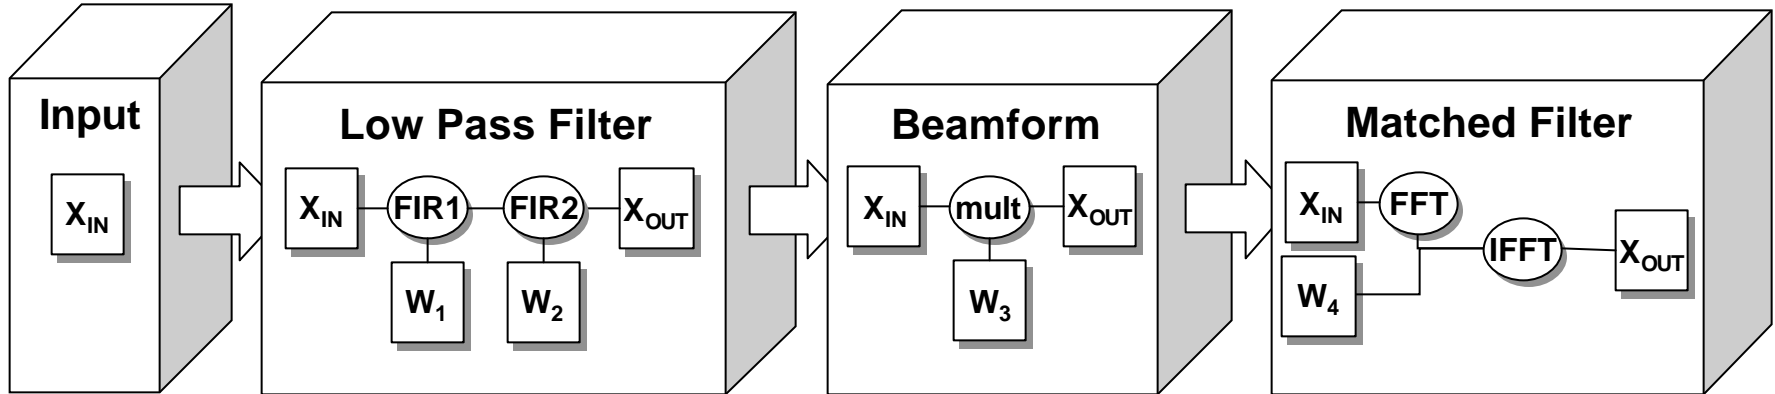 Input
X_IN
Low Pass Filter
X_IN FIR1 FIR2 X_OUT
W_1 W_2
Beamform
X_IN mult X_OUT
W_3
Matched Filter
X_IN FFT
IFFT X_OUT
W_4